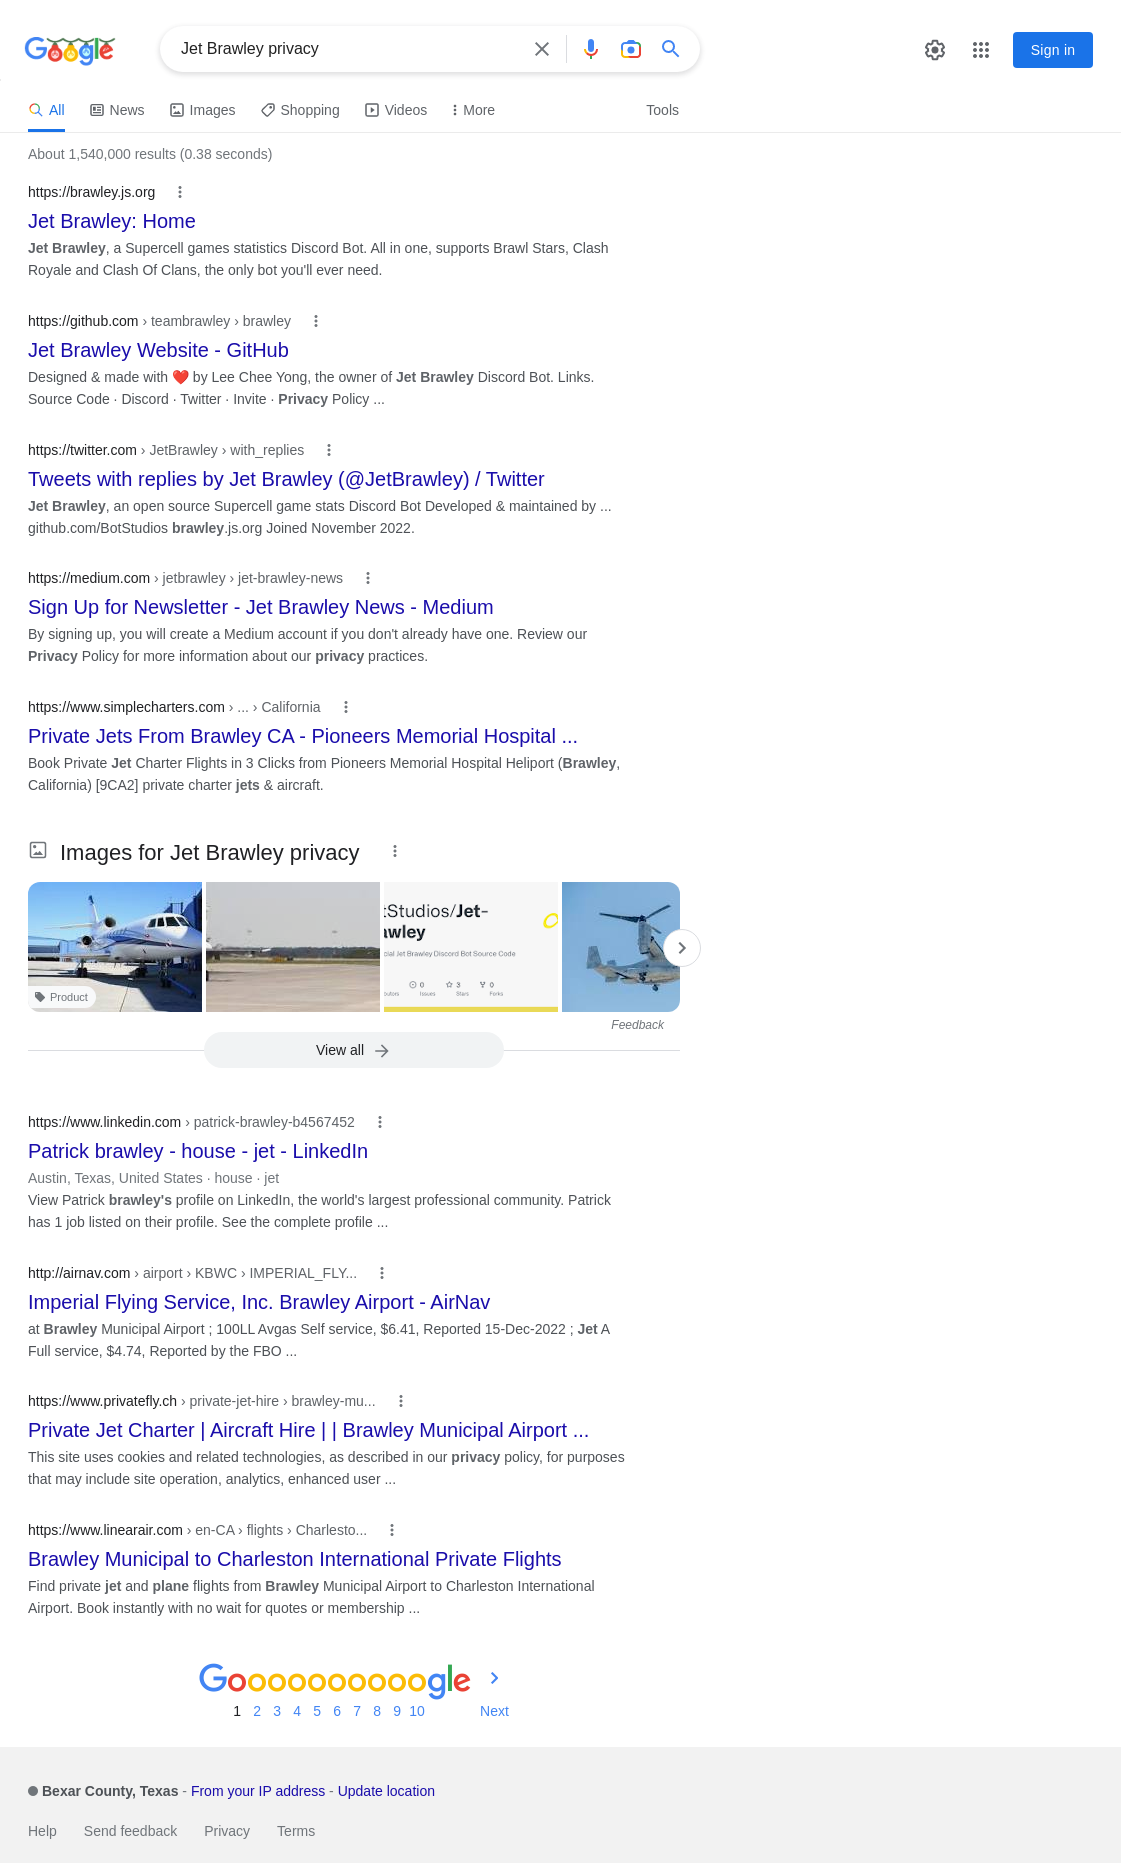 Google
Jet Brawley privacy
Sign in
All
News
Images
Shopping
Videos
More
Tools
About 1,540,000 results (0.38 seconds)
https://brawley.js.org
Jet Brawley: Home
Jet Brawley, a Supercell games statistics Discord Bot. All in one, supports Brawl Stars, Clash
Royale and Clash Of Clans, the only bot you'll ever need.
https://github.com › teambrawley › brawley
Jet Brawley Website - GitHub
Designed & made with ❤️ by Lee Chee Yong, the owner of Jet Brawley Discord Bot. Links.
Source Code · Discord · Twitter · Invite · Privacy Policy ...
https://twitter.com › JetBrawley › with_replies
Tweets with replies by Jet Brawley (@JetBrawley) / Twitter
Jet Brawley, an open source Supercell game stats Discord Bot Developed & maintained by ...
github.com/BotStudios brawley.js.org Joined November 2022.
https://medium.com › jetbrawley › jet-brawley-news
Sign Up for Newsletter - Jet Brawley News - Medium
By signing up, you will create a Medium account if you don't already have one. Review our
Privacy Policy for more information about our privacy practices.
https://www.simplecharters.com › ... › California
Private Jets From Brawley CA - Pioneers Memorial Hospital ...
Book Private Jet Charter Flights in 3 Clicks from Pioneers Memorial Hospital Heliport (Brawley,
California) [9CA2] private charter jets & aircraft.
Images for Jet Brawley privacy
tStudios/Jet-
awley
cial Jet Brawley Discord Bot Source Code
0 3 0
butors Issues Stars Forks
Product
Feedback
View all
https://www.linkedin.com › patrick-brawley-b4567452
Patrick brawley - house - jet - LinkedIn
Austin, Texas, United States · house · jet
View Patrick brawley's profile on LinkedIn, the world's largest professional community. Patrick
has 1 job listed on their profile. See the complete profile ...
http://airnav.com › airport › KBWC › IMPERIAL_FLY...
Imperial Flying Service, Inc. Brawley Airport - AirNav
at Brawley Municipal Airport ; 100LL Avgas Self service, $6.41, Reported 15-Dec-2022 ; Jet A
Full service, $4.74, Reported by the FBO ...
https://www.privatefly.ch › private-jet-hire › brawley-mu...
Private Jet Charter | Aircraft Hire | | Brawley Municipal Airport ...
This site uses cookies and related technologies, as described in our privacy policy, for purposes
that may include site operation, analytics, enhanced user ...
https://www.linearair.com › en-CA › flights › Charlesto...
Brawley Municipal to Charleston International Private Flights
Find private jet and plane flights from Brawley Municipal Airport to Charleston International
Airport. Book instantly with no wait for quotes or membership ...
Goooooooooogle
1 2 3 4 5 6 7 8 9 10 Next
Bexar County, Texas - From your IP address - Update location
Help Send feedback Privacy Terms